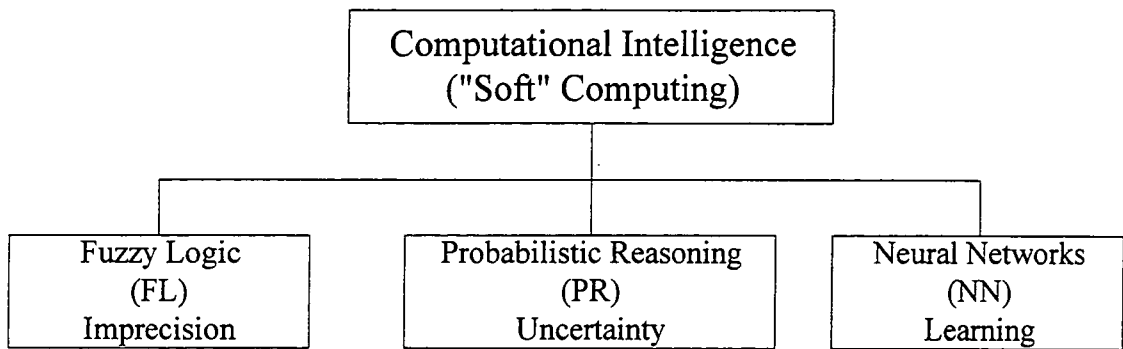 Computational Intelligence
("Soft" Computing)
Fuzzy Logic
(FL)
Imprecision
Probabilistic Reasoning
(PR)
Uncertainty
Neural Networks
(NN)
Learning